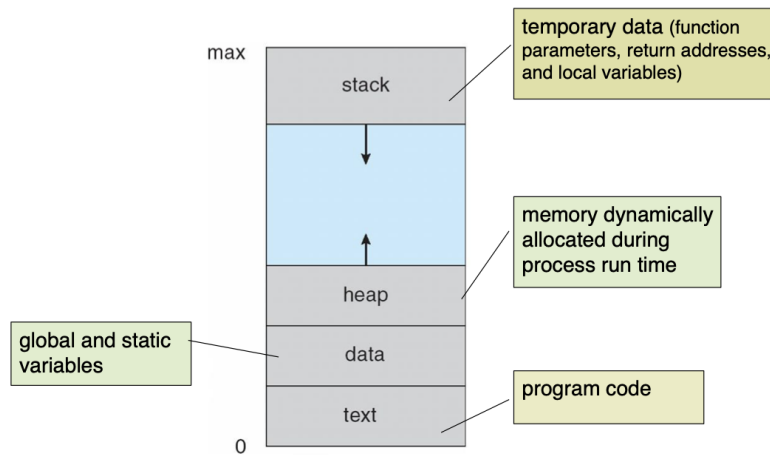 temporary data (function
parameters, return addresses,
and local variables)
max
stack
memory dynamically
allocated during
process run time
heap
global and static
variables
data
program code
text
0